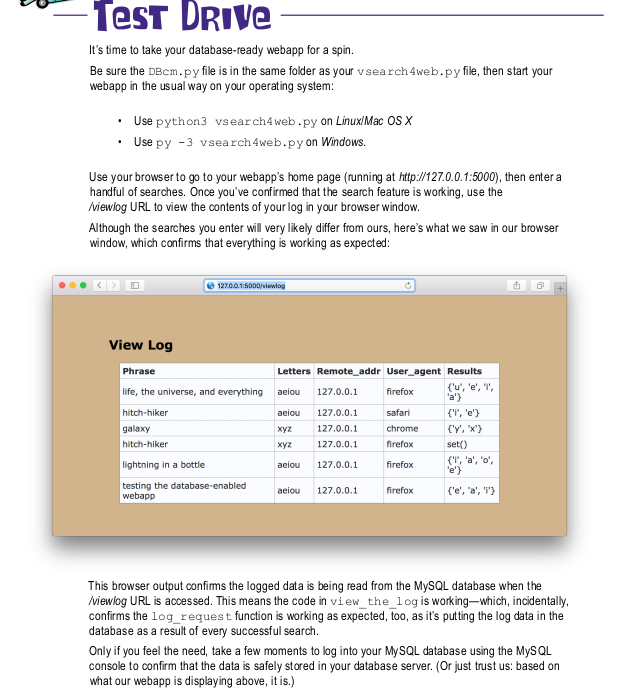 Test Drive
It's time to take your database-ready webapp for a spin.
Be sure the DBcm.py file is in the same folder as your vsearch4web.py file, then start your
webapp in the usual way on your operating system:
• Use python3 vsearch4web.py on Linux/Mac OS X
• Use py -3 vsearch4web.py on Windows.
Use your browser to go to your webapp's home page (running at http://127.0.0.1:5000), then enter a
handful of searches. Once you've confirmed that the search feature is working, use the
/viewlog URL to view the contents of your log in your browser window.
Although the searches you enter will very likely differ from ours, here's what we saw in our browser
window, which confirms that everything is working as expected:
127.0.0.1:5000/viewlog
View Log
Phrase Letters Remote_addr User_agent Results
life, the universe, and everything aeiou 127.0.0.1 firefox {'u', 'e', 'i',
'a'}
hitch-hiker aeiou 127.0.0.1 safari {'i', 'e'}
galaxy xyz 127.0.0.1 chrome {'y', 'x'}
hitch-hiker xyz 127.0.0.1 firefox set()
lightning in a bottle aeiou 127.0.0.1 firefox {'i', 'a', 'o',
'e'}
testing the database-enabled
webapp aeiou 127.0.0.1 firefox {'e', 'a', 'i'}
This browser output confirms the logged data is being read from the MySQL database when the
/viewlog URL is accessed. This means the code in view_the_log is working—which, incidentally,
confirms the log_request function is working as expected, too, as it's putting the log data in the
database as a result of every successful search.
Only if you feel the need, take a few moments to log into your MySQL database using the MySQL
console to confirm that the data is safely stored in your database server. (Or just trust us: based on
what our webapp is displaying above, it is.)